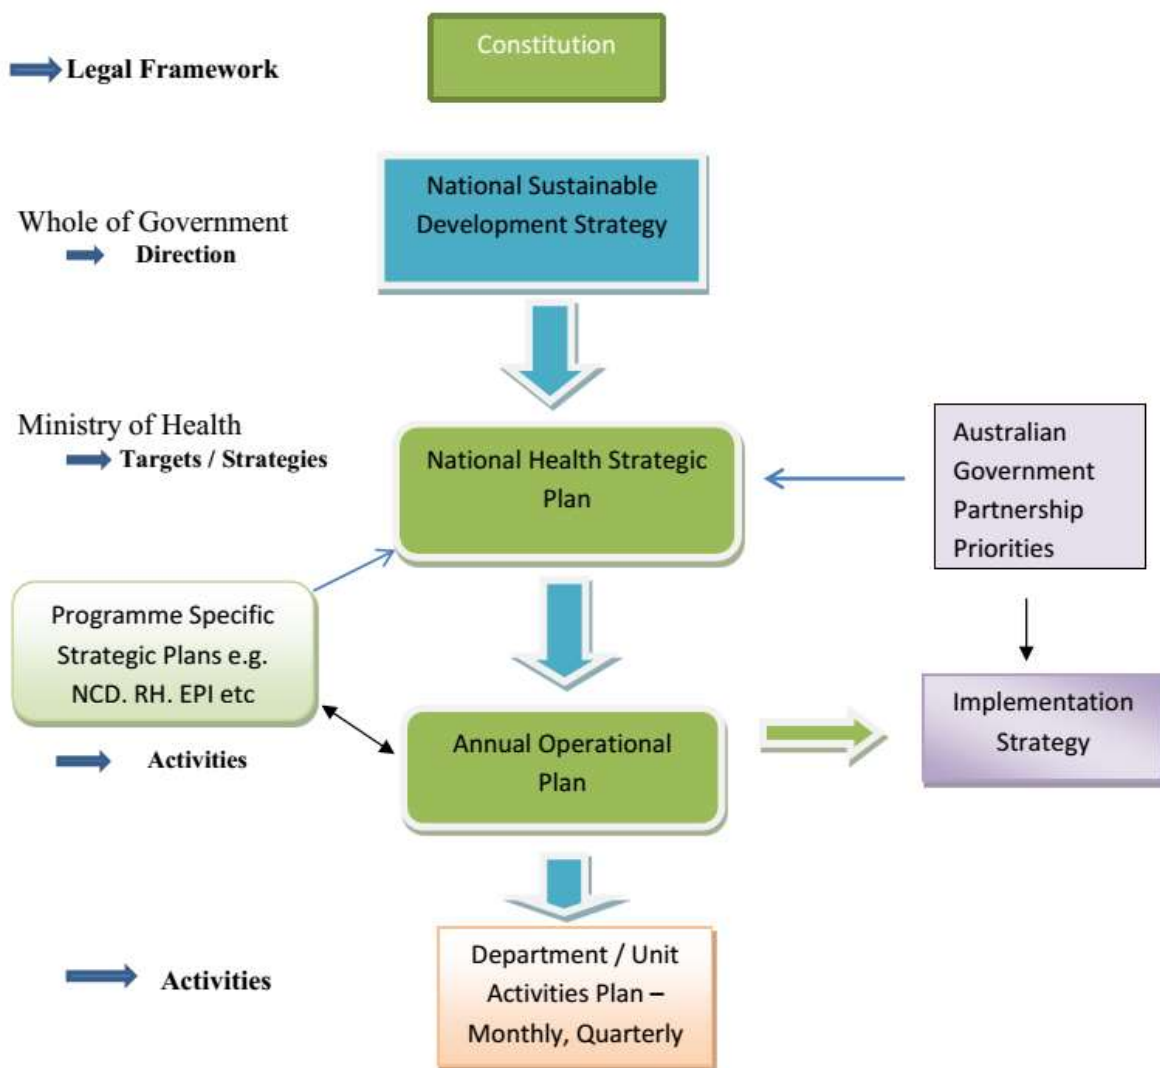 Constitution
Legal Framework
National Sustainable
Development Strategy
Whole of Government
Direction
Ministry of Health
Targets / Strategies
National Health Strategic
Plan
Australian
Government
Partnership
Priorities
Programme Specific
Strategic Plans e.g.
NCD. RH. EPI etc
Implementation
Strategy
Annual Operational
Plan
Activities
Department / Unit
Activities Plan –
Monthly, Quarterly
Activities